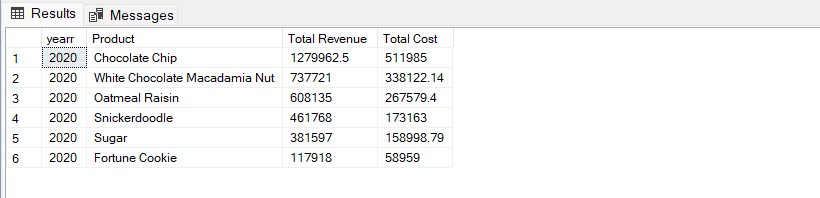 Results Messages
yearr Product Total Revenue Total Cost
1 2020 Chocolate Chip 1279962.5 511985
2 2020 White Chocolate Macadamia Nut 737721 338122.14
3 2020 Oatmeal Raisin 608135 267579.4
4 2020 Snickerdoodle 461768 173163
5 2020 Sugar 381597 158998.79
6 2020 Fortune Cookie 117918 58959